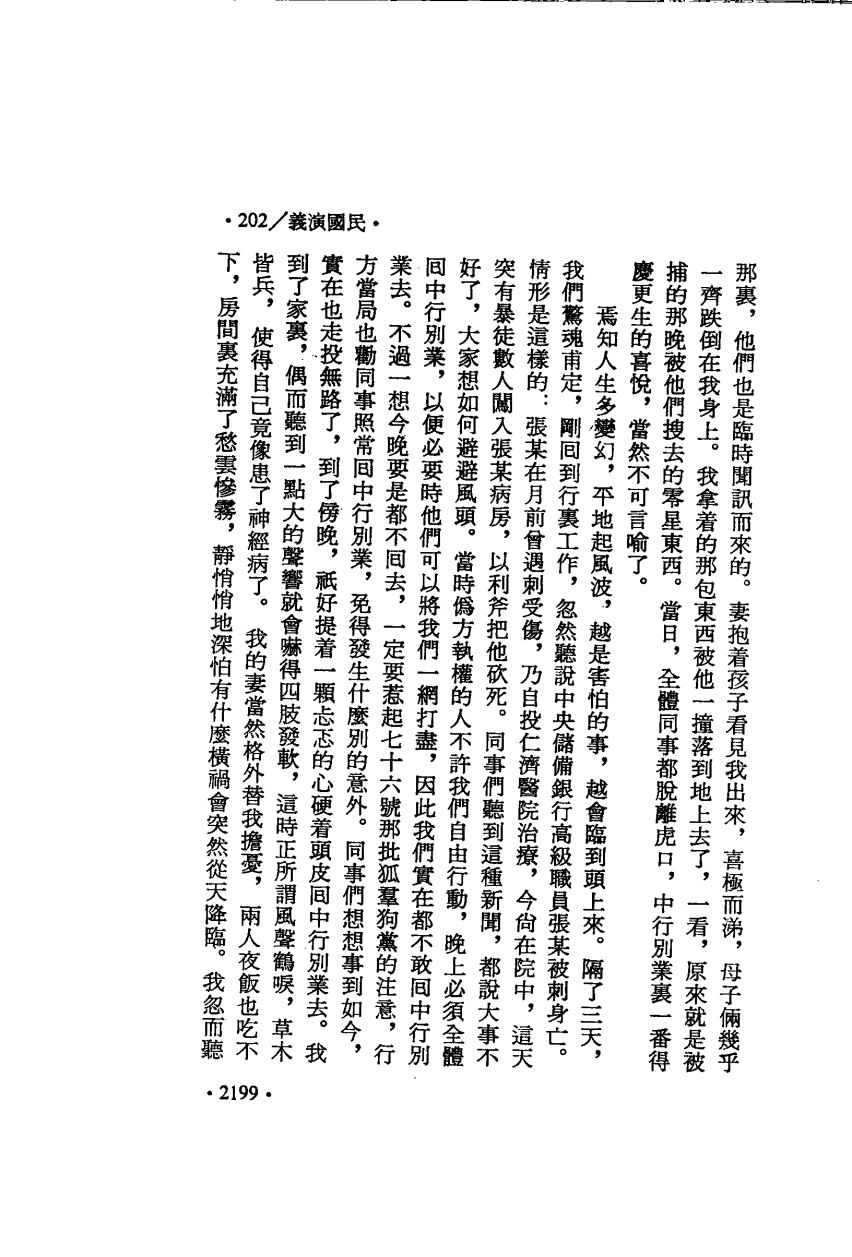 ·202／義演國民·
那裏，他們也是臨時聞訊而來的。妻抱着孩子看見我出來，喜極而涕，母子倆幾乎
一齊跌倒在我身上。我拿着的那包東西被他一撞落到地上去了，一看，原來就是被
捕的那晚被他們搜去的零星東西。當日，全體同事都脫離虎口，中行別業裏一番得
慶更生的喜悅，當然不可言喻了。
焉知人生多變幻，平地起風波，越是害怕的事，越會臨到頭上來。隔了三天，
我們驚魂甫定，剛回到行裏工作，忽然聽說中央儲備銀行高級職員張某被刺身亡。
情形是這樣的：張某在月前曾遇刺受傷，乃自投仁濟醫院治療，今尙在院中，這天
突有暴徒數人闖入張某病房，以利斧把他砍死。同事們聽到這種新聞，都說大事不
好了，大家想如何避避風頭。當時僞方執權的人不許我們自由行動，晚上必須全體
回中行別業，以便必要時他們可以將我們一網打盡，因此我們實在都不敢回中行別
業去。不過一想今晚要是都不回去，一定要惹起七十六號那批狐羣狗黨的注意，行
方當局也勸同事照常回中行別業，免得發生什麼別的意外。同事們想想事到如今，
實在也走投無路了，到了傍晚，祇好提着一顆忐忑的心硬着頭皮回中行別業去。我
到了家裏，偶而聽到一點大的聲響就會嚇得四肢發軟，這時正所謂風聲鶴唳，草木
皆兵，使得自己竟像患了神經病了。我的妻當然格外替我擔憂，兩人夜飯也吃不
下，房間裏充滿了愁雲慘霧，靜悄悄地深怕有什麼橫禍會突然從天降臨。我忽而聽
·2199·